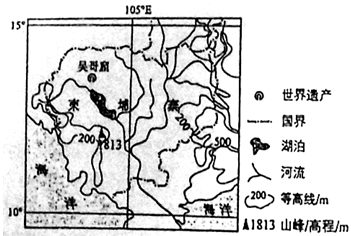 105°E
15°
吴哥窟
柬 埔 寨
200
200
1813
500
海
洋
海 洋
10°
世界遗产
国界
湖泊
河流
200 等高线/m
▲1813 山峰/高程/m